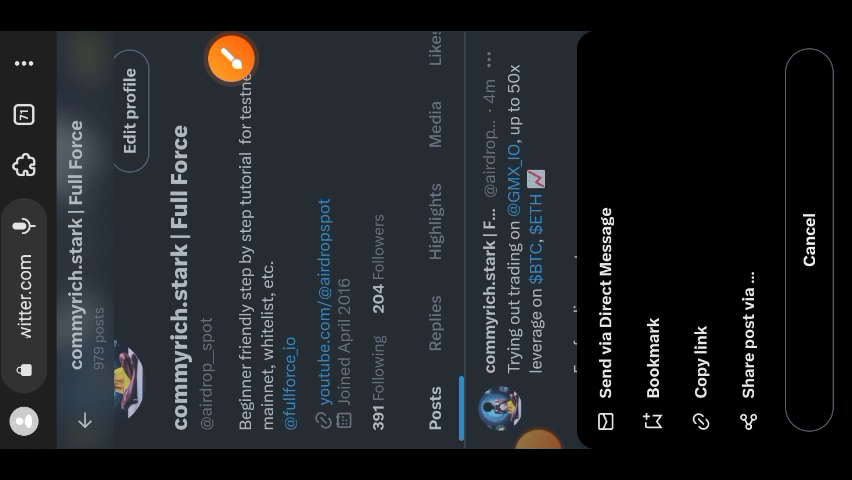 witter.com
71
commyrich.stark | Full Force
979 posts
Edit profile
commyrich.stark | Full Force
@airdrop_spot
Beginner friendly step by step tutorial for testne
mainnet, whitelist, etc.
@fullforce_io
youtube.com/@airdropspot
Joined April 2016
391 Following 204 Followers
Posts Replies Highlights Media Likes
commyrich.stark | F... @airdrop... · 4m
Trying out trading on @GMX_IO, up to 50x
leverage on $BTC, $ETH
Send via Direct Message
Bookmark
Copy link
Share post via ...
Cancel